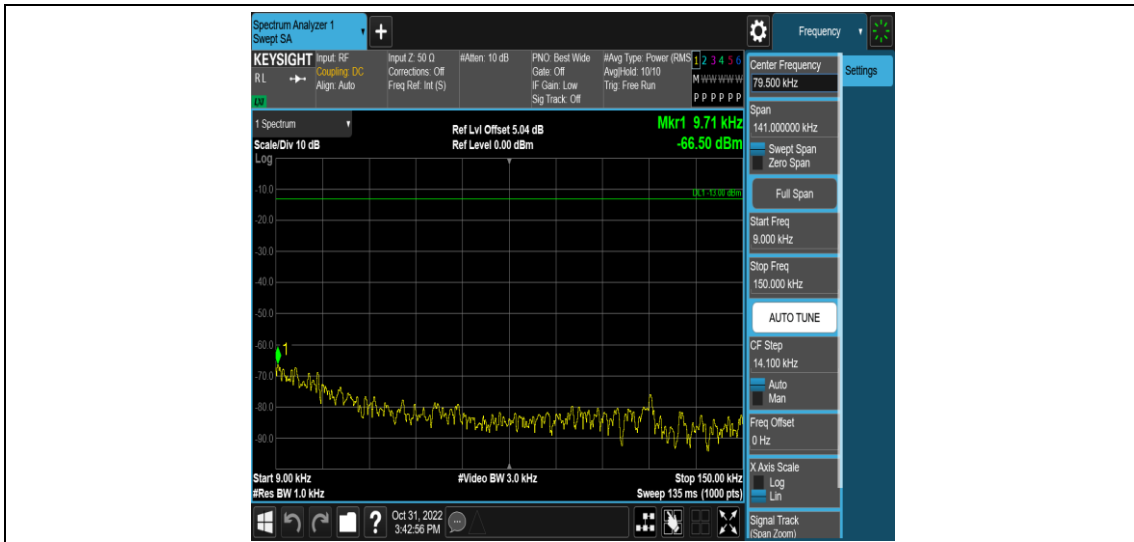 Spectrum Analyzer 1
Swept SA
+
Frequency
KEYSIGHT
RL
LXI
Input: RF
Coupling: DC
Align: Auto
Input Z: 50 Ω
Corrections: Off
Freq Ref: Int (S)
#Atten: 10 dB
PNO: Best Wide
Gate: Off
IF Gain: Low
Sig Track: Off
#Avg Type: Power (RMS
Avg|Hold: 10/10
Trig: Free Run
1 2 3 4 5 6
M W W W W W
P P P P P P
1 Spectrum
Scale/Div 10 dB
Ref Lvl Offset 5.04 dB
Ref Level 0.00 dBm
Mkr1 9.71 kHz
-66.50 dBm
Log
DL1 -13.00 dBm
-10.0
-20.0
-30.0
-40.0
-50.0
-60.0
1
-70.0
-80.0
-90.0
Start 9.00 kHz
#Res BW 1.0 kHz
#Video BW 3.0 kHz
Stop 150.00 kHz
Sweep 135 ms (1000 pts)
?
Oct 31, 2022
3:42:56 PM
Center Frequency
79.500 kHz
Settings
Span
141.000000 kHz
Swept Span
Zero Span
Full Span
Start Freq
9.000 kHz
Stop Freq
150.000 kHz
AUTO TUNE
CF Step
14.100 kHz
Auto
Man
Freq Offset
0 Hz
X Axis Scale
Log
Lin
Signal Track
(Span Zoom)